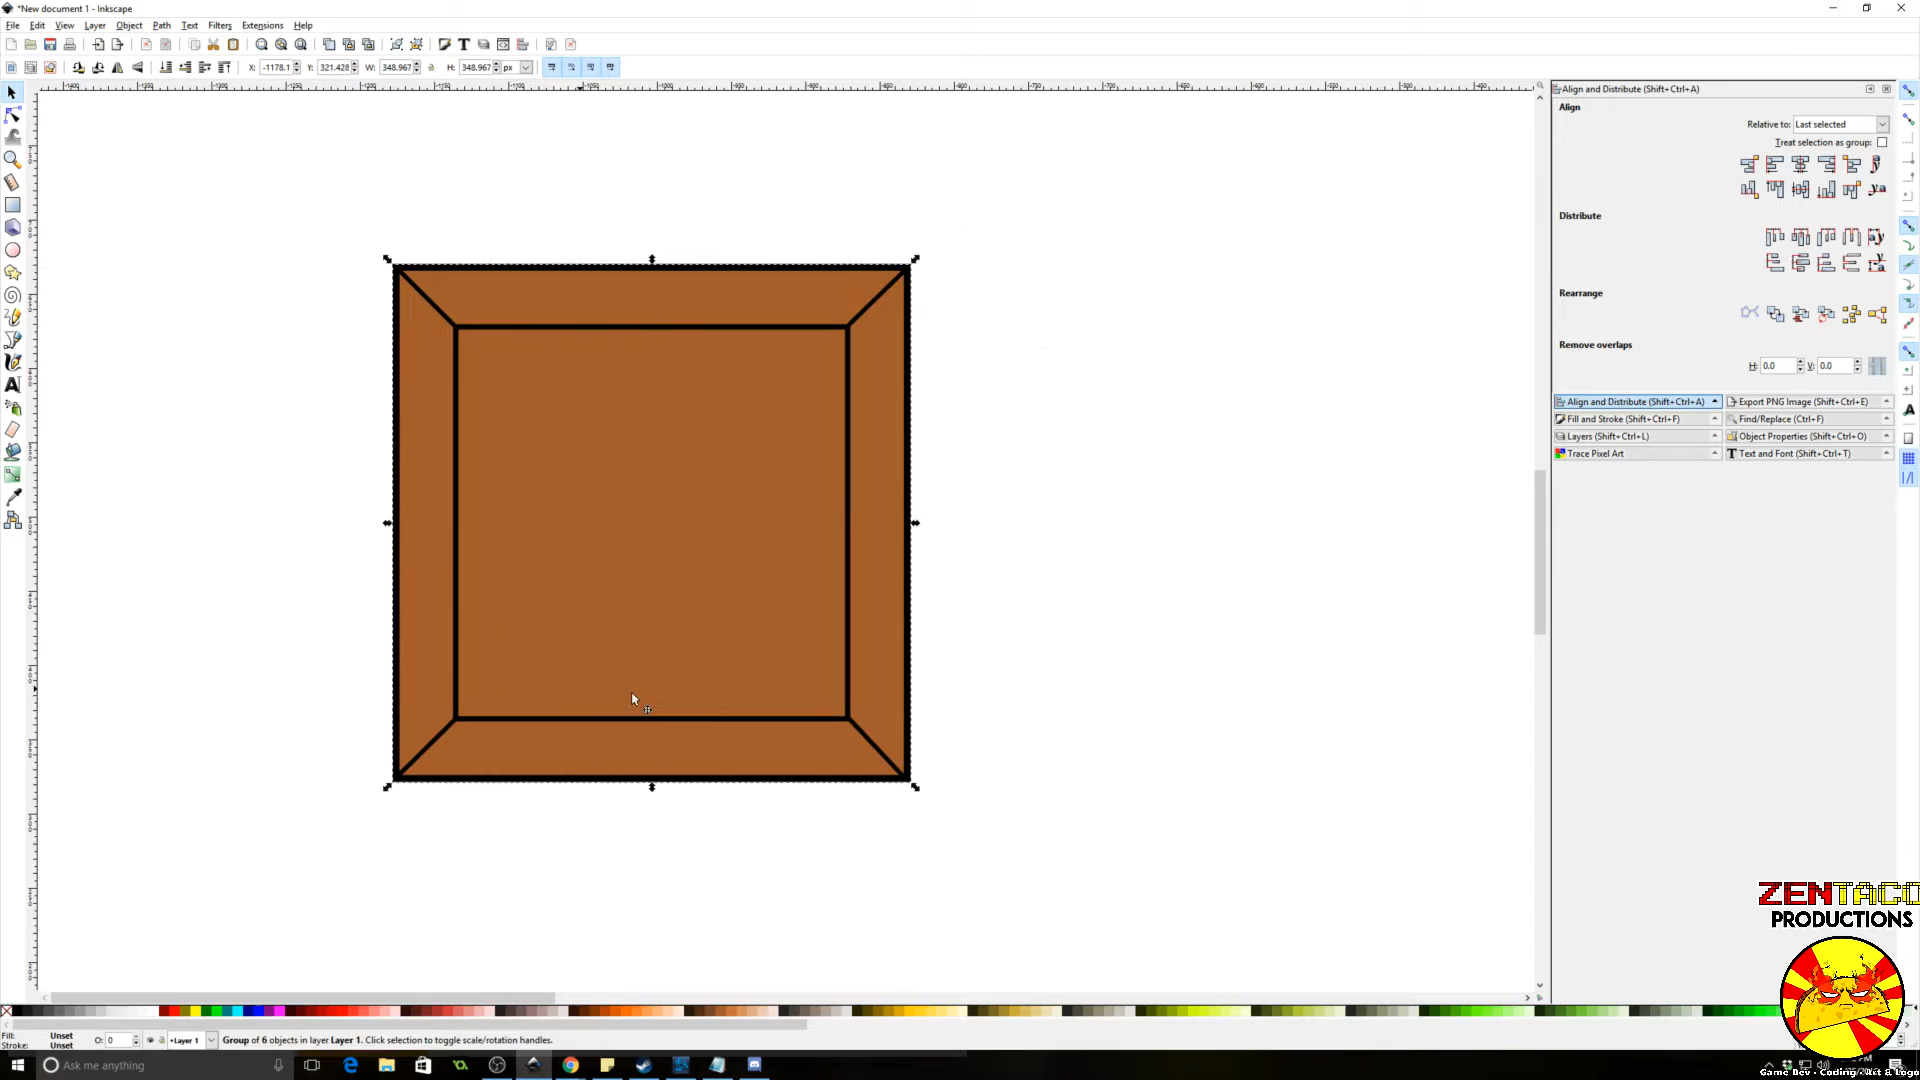 *New document 1 - Inkscape
File Edit View Layer Object Path Text Filters Extensions Help
X: -1178.1 Y: 321.428 W: 348.967 H: 348.967 px
Align and Distribute (Shift+Ctrl+A)
Align
Relative to: Last selected
Treat selection as group:
Distribute
Rearrange
Remove overlaps
H: 0.0 V: 0.0
Align and Distribute (Shift+Ctrl+A) Export PNG Image (Shift+Ctrl+E)
Fill and Stroke (Shift+Ctrl+F) Find/Replace (Ctrl+F)
Layers (Shift+Ctrl+L) Object Properties (Shift+Ctrl+O)
Trace Pixel Art Text and Font (Shift+Ctrl+T)
ZENTACO
PRODUCTIONS
Fill: Unset
Stroke: Unset
O: 0 Layer 1 Group of 6 objects in layer Layer 1. Click selection to toggle scale/rotation handles.
Ask me anything
Game Dev - Coding - Art & Logo